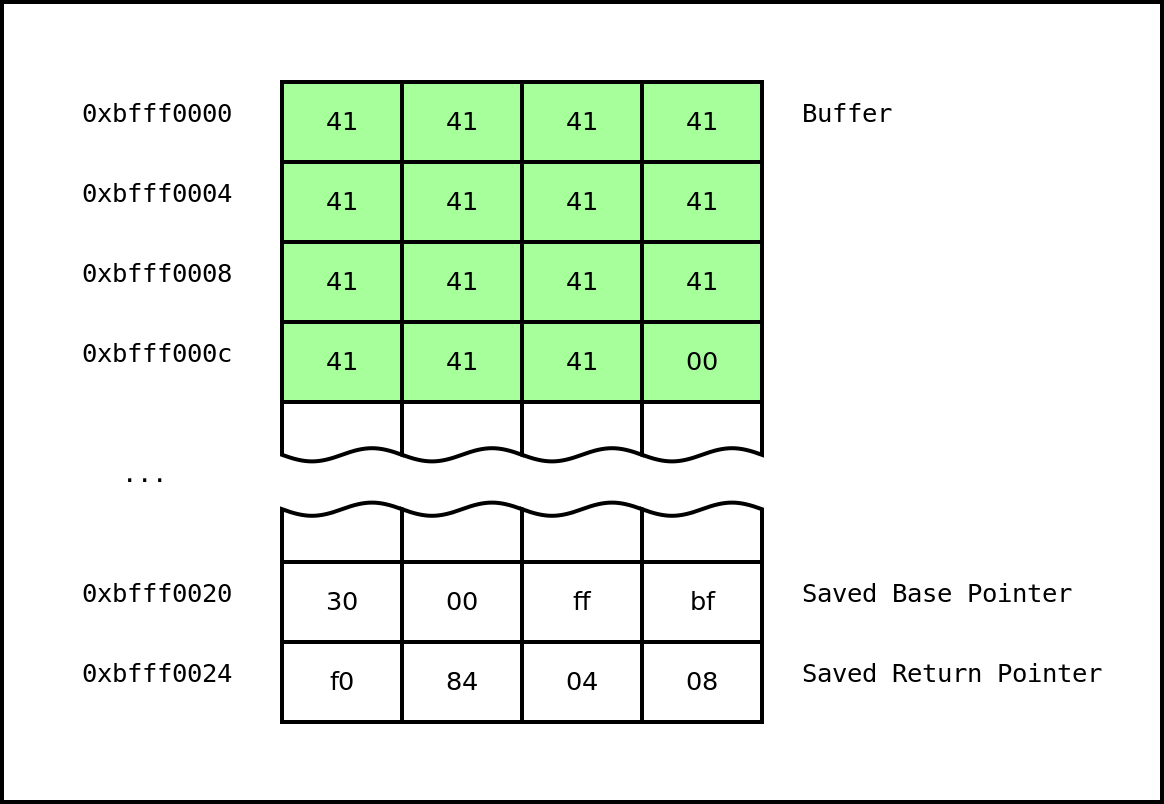 0xbfff0000 41 41 41 41 Buffer
0xbfff0004 41 41 41 41
0xbfff0008 41 41 41 41
0xbfff000c 41 41 41 00
...
0xbfff0020 30 00 ff bf Saved Base Pointer
0xbfff0024 f0 84 04 08 Saved Return Pointer